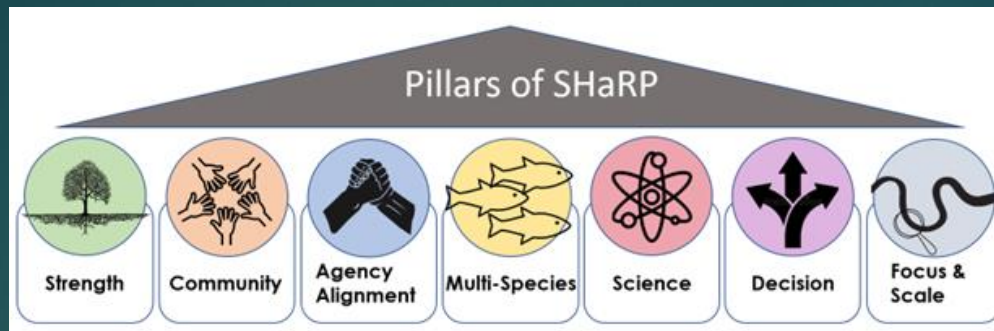 Pillars of SHaRP
Strength
Community
Agency
Alignment
Multi-Species
Science
Decision
Focus &
Scale